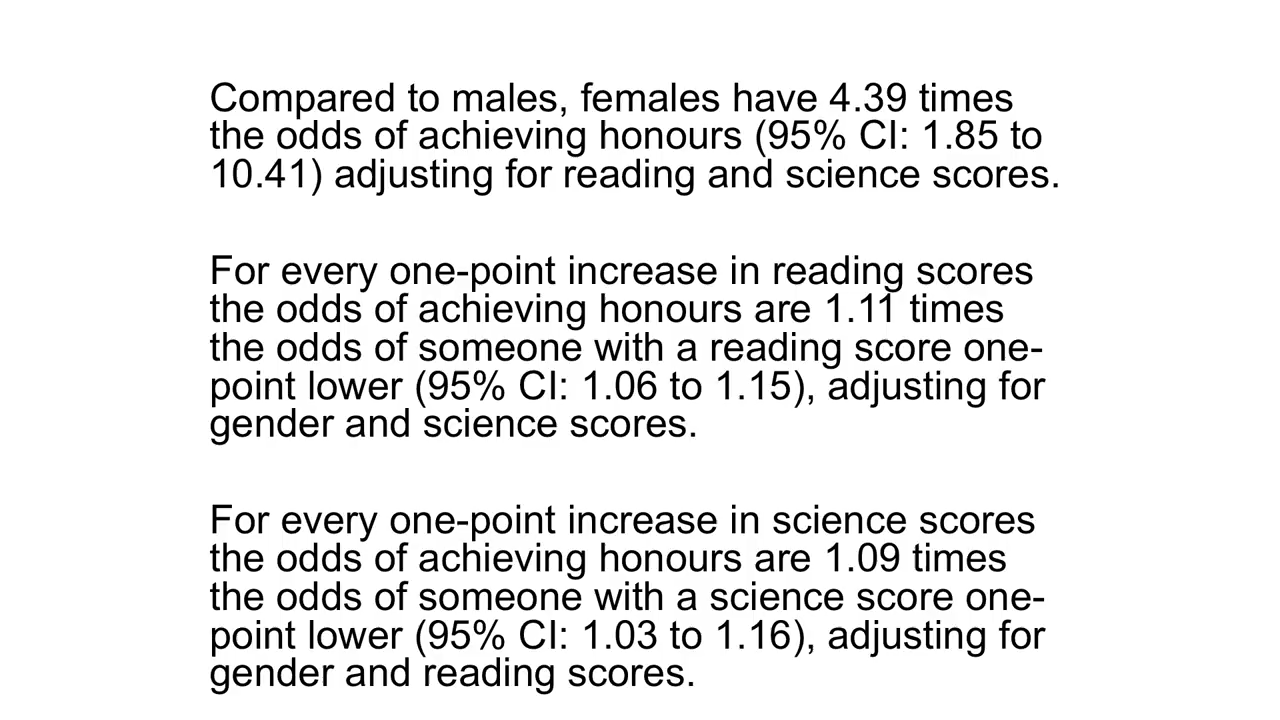 Compared to males, females have 4.39 times
the odds of achieving honours (95% CI: 1.85 to
10.41) adjusting for reading and science scores.
For every one-point increase in reading scores
the odds of achieving honours are 1.11 times
the odds of someone with a reading score one-
point lower (95% CI: 1.06 to 1.15), adjusting for
gender and science scores.
For every one-point increase in science scores
the odds of achieving honours are 1.09 times
the odds of someone with a science score one-
point lower (95% CI: 1.03 to 1.16), adjusting for
gender and reading scores.